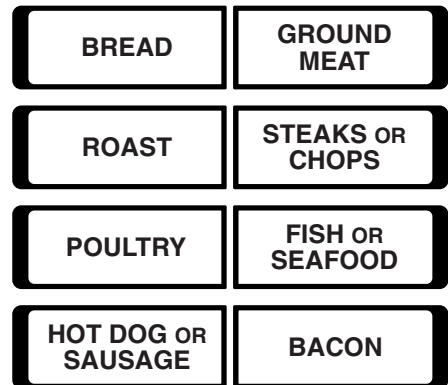 BREAD
GROUND
MEAT
ROAST
STEAKS OR
CHOPS
POULTRY
FISH OR
SEAFOOD
HOT DOG OR
SAUSAGE
BACON